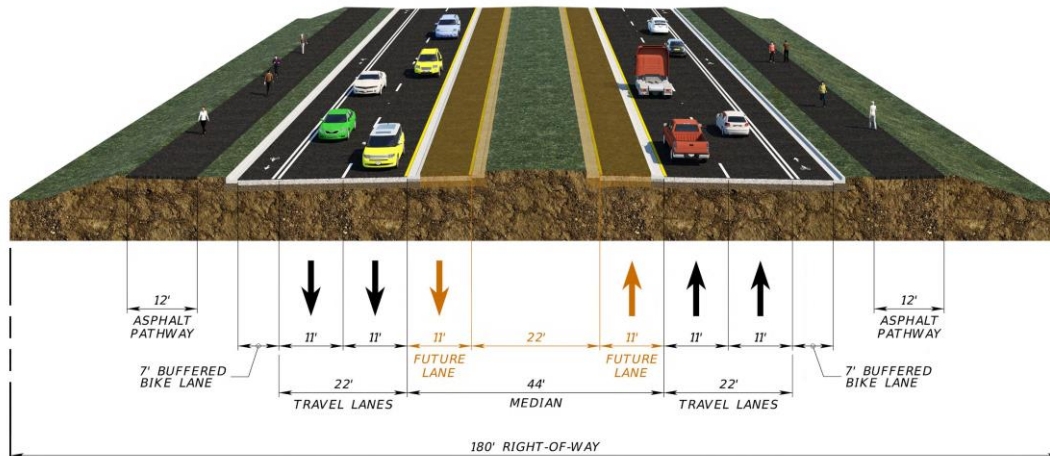 12'
ASPHALT
PATHWAY
7' BUFFERED
BIKE LANE
11'
11'
22'
TRAVEL LANES
11'
FUTURE
LANE
22'
11'
FUTURE
LANE
44'
MEDIAN
11'
11'
22'
TRAVEL LANES
7' BUFFERED
BIKE LANE
12'
ASPHALT
PATHWAY
180' RIGHT-OF-WAY